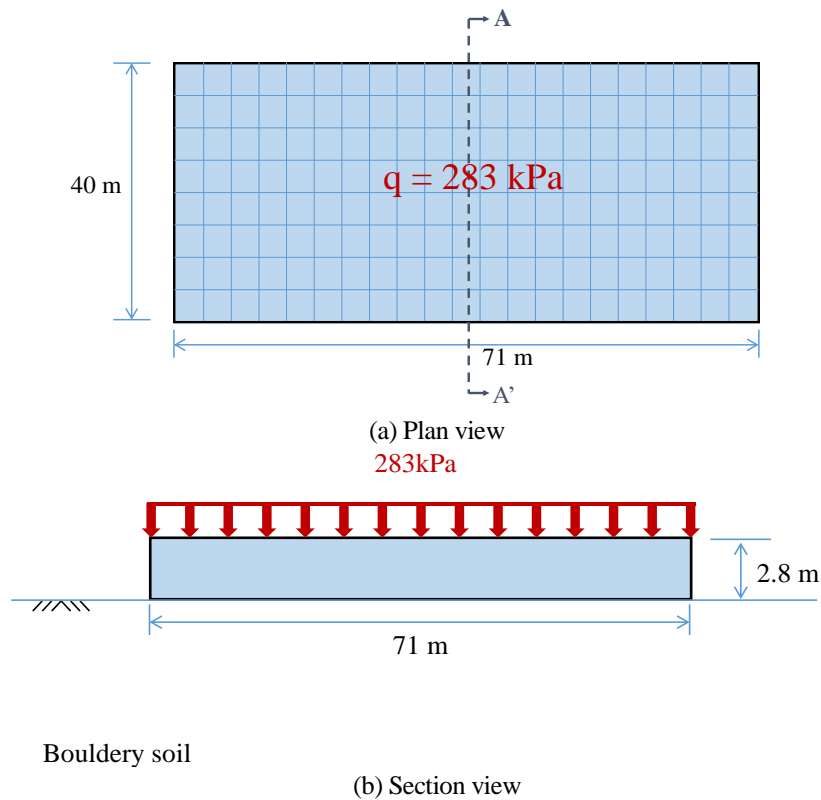 A
q = 283 kPa
40 m
71 m
A’
(a) Plan view
283kPa
2.8 m
71 m
Bouldery soil
(b) Section view